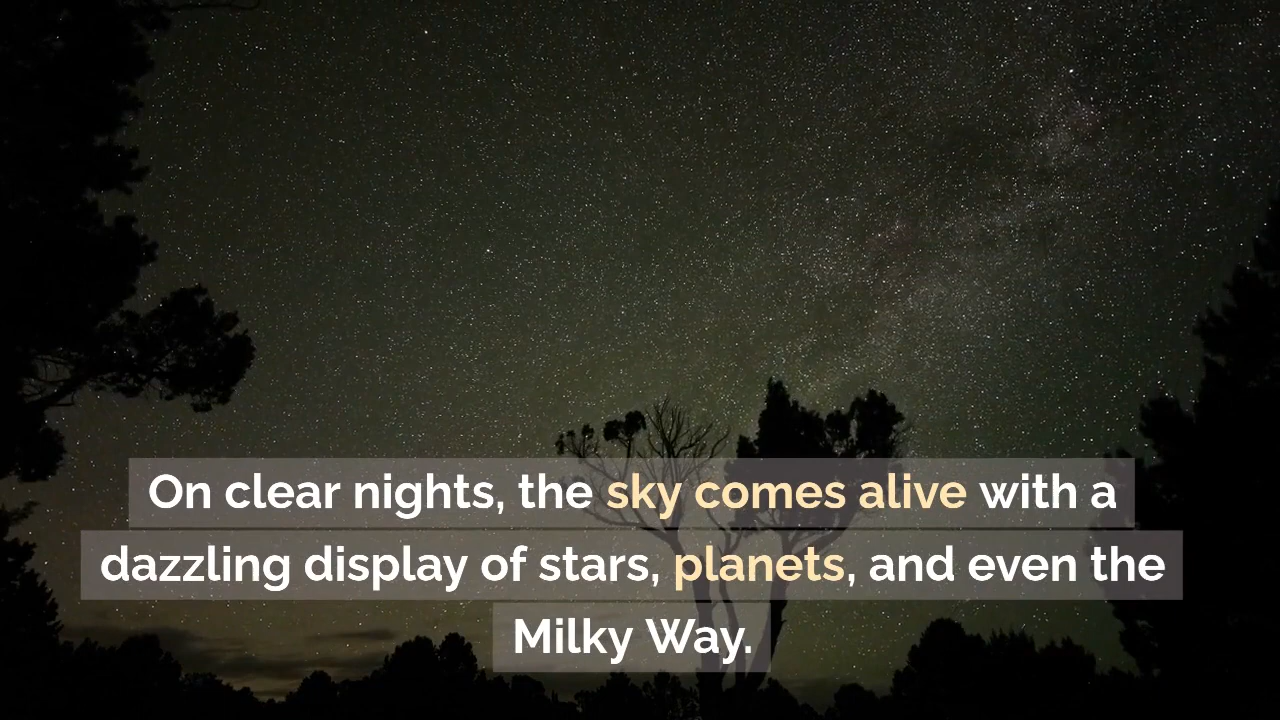 On clear nights, the sky comes alive with a
dazzling display of stars, planets, and even the
Milky Way.